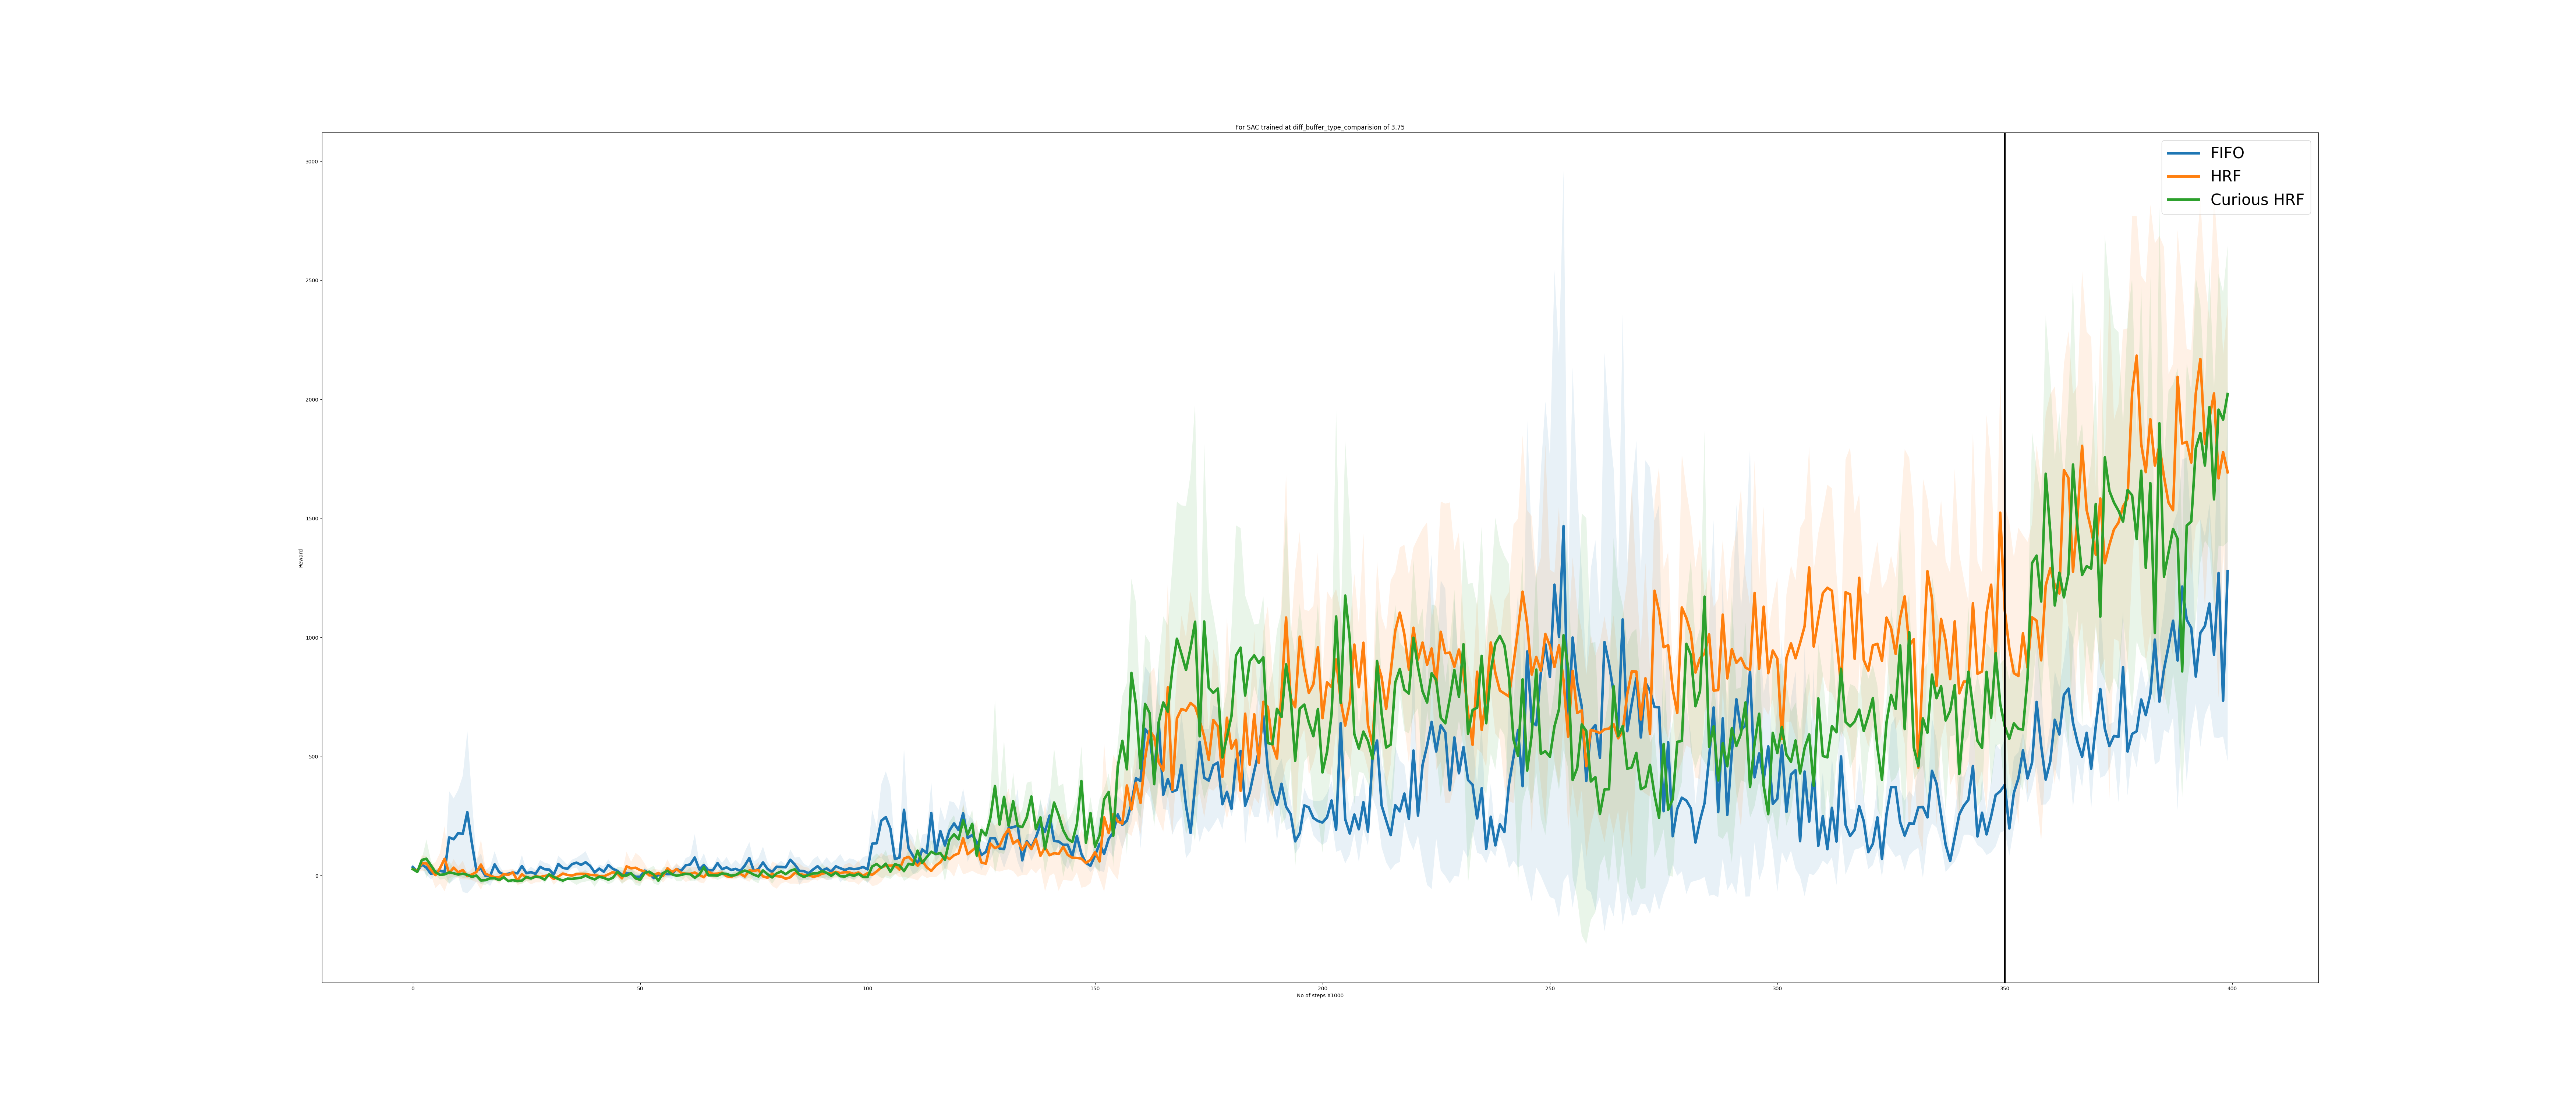 For SAC trained at diff_buffer_type_comparision of 3.75
FIFO
HRF
Curious HRF
3000
2500
2000
1500
1000
500
0
Reward
0 50 100 150 200 250 300 350 400
No of steps X1000